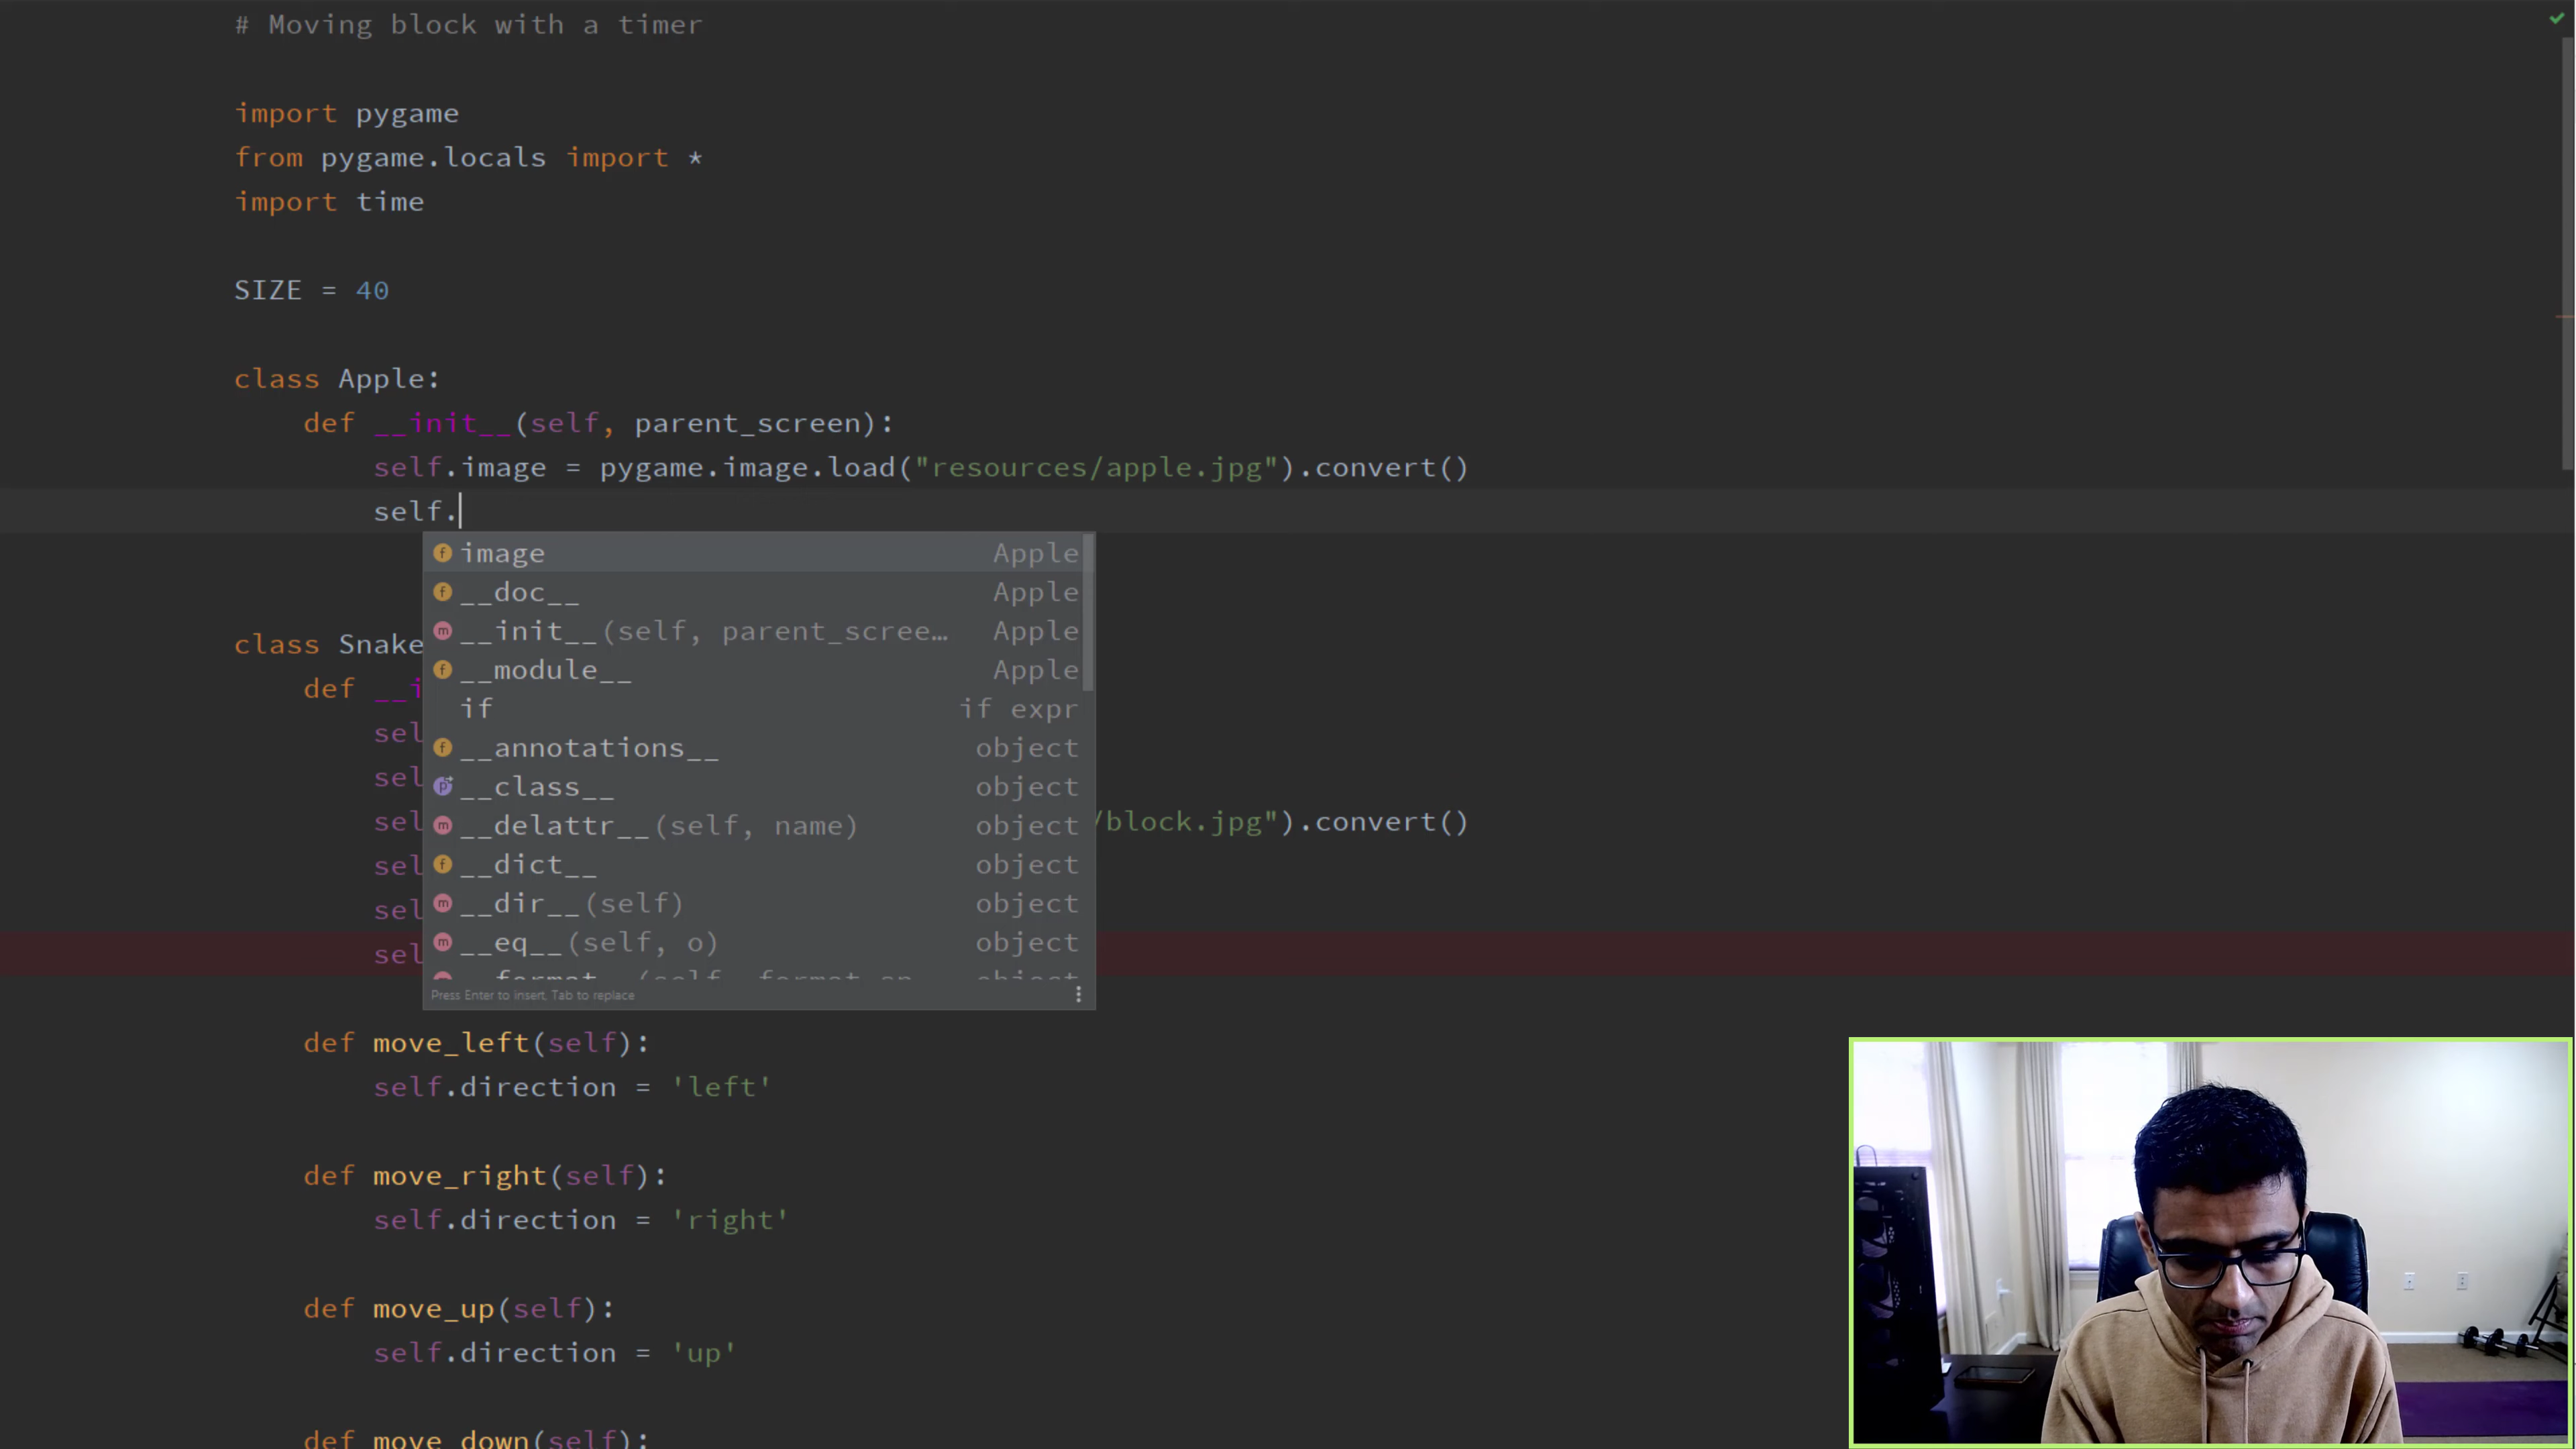 # Moving block with a timer
import pygame
from pygame.locals import *
import time
SIZE = 40
class Apple:
def __init__(self, parent_screen):
self.image = pygame.image.load("resources/apple.jpg").convert()
self.
image Apple
__doc__ Apple
__init__(self, parent_scree… Apple
__module__ Apple
if if expr
__annotations__ object
__class__ object
__delattr__(self, name) object
__dict__ object
__dir__(self) object
__eq__(self, o) object
Press Enter to insert, Tab to replace
class Snake
def __i
sel
sel
sel /block.jpg").convert()
sel
sel
sel
def move_left(self):
self.direction = 'left'
def move_right(self):
self.direction = 'right'
def move_up(self):
self.direction = 'up'
def move_down(self):